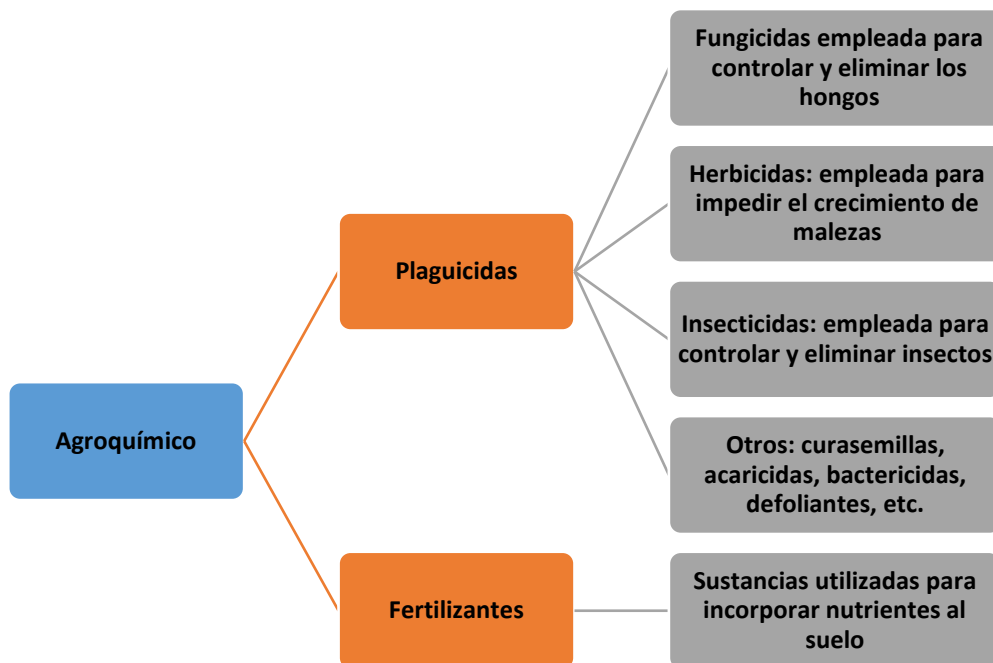 Fungicidas empleada para
controlar y eliminar los
hongos
Herbicidas: empleada para
impedir el crecimiento de
malezas
Plaguicidas
Insecticidas: empleada para
controlar y eliminar insectos
Agroquímico
Otros: curasemillas,
acaricidas, bactericidas,
defoliantes, etc.
Fertilizantes
Sustancias utilizadas para
incorporar nutrientes al
suelo